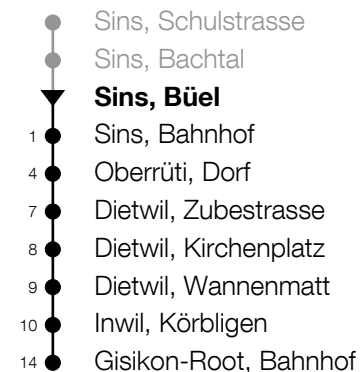 Sins, Schulstrasse
Sins, Bachtal
Sins, Büel
1 Sins, Bahnhof
4 Oberrüti, Dorf
7 Dietwil, Zubestrasse
8 Dietwil, Kirchenplatz
9 Dietwil, Wannenmatt
10 Inwil, Körbligen
14 Gisikon-Root, Bahnhof